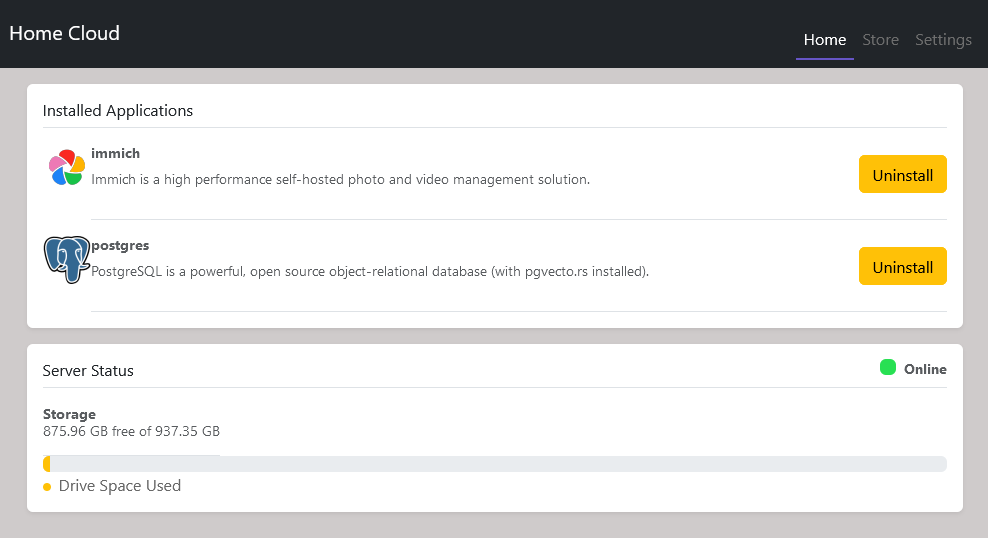 Home Cloud
Home Store Settings
Installed Applications
immich
Immich is a high performance self-hosted photo and video management solution.
Uninstall
postgres
PostgreSQL is a powerful, open source object-relational database (with pgvecto.rs installed).
Uninstall
Server Status
Online
Storage
875.96 GB free of 937.35 GB
Drive Space Used